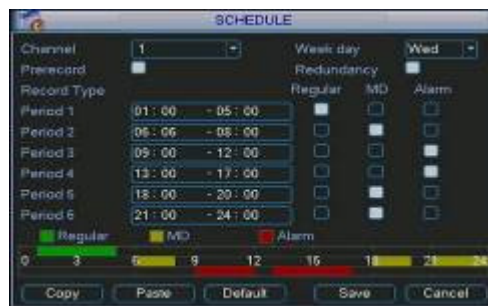 SCHEDULE
Channel 1 Week day Wed
Prerecord Redundancy
Record Type Regular MD Alarm
Period 1 01 : 00 - 05 : 00
Period 2 06 : 06 - 08 : 00
Period 3 09 : 00 - 12 : 00
Period 4 13 : 00 - 17 : 00
Period 5 18 : 00 - 20 : 00
Period 6 21 : 00 - 24 : 00
Regular MD Alarm
0 3 6 9 12 15 18 21 24
Copy Paste Default Save Cancel